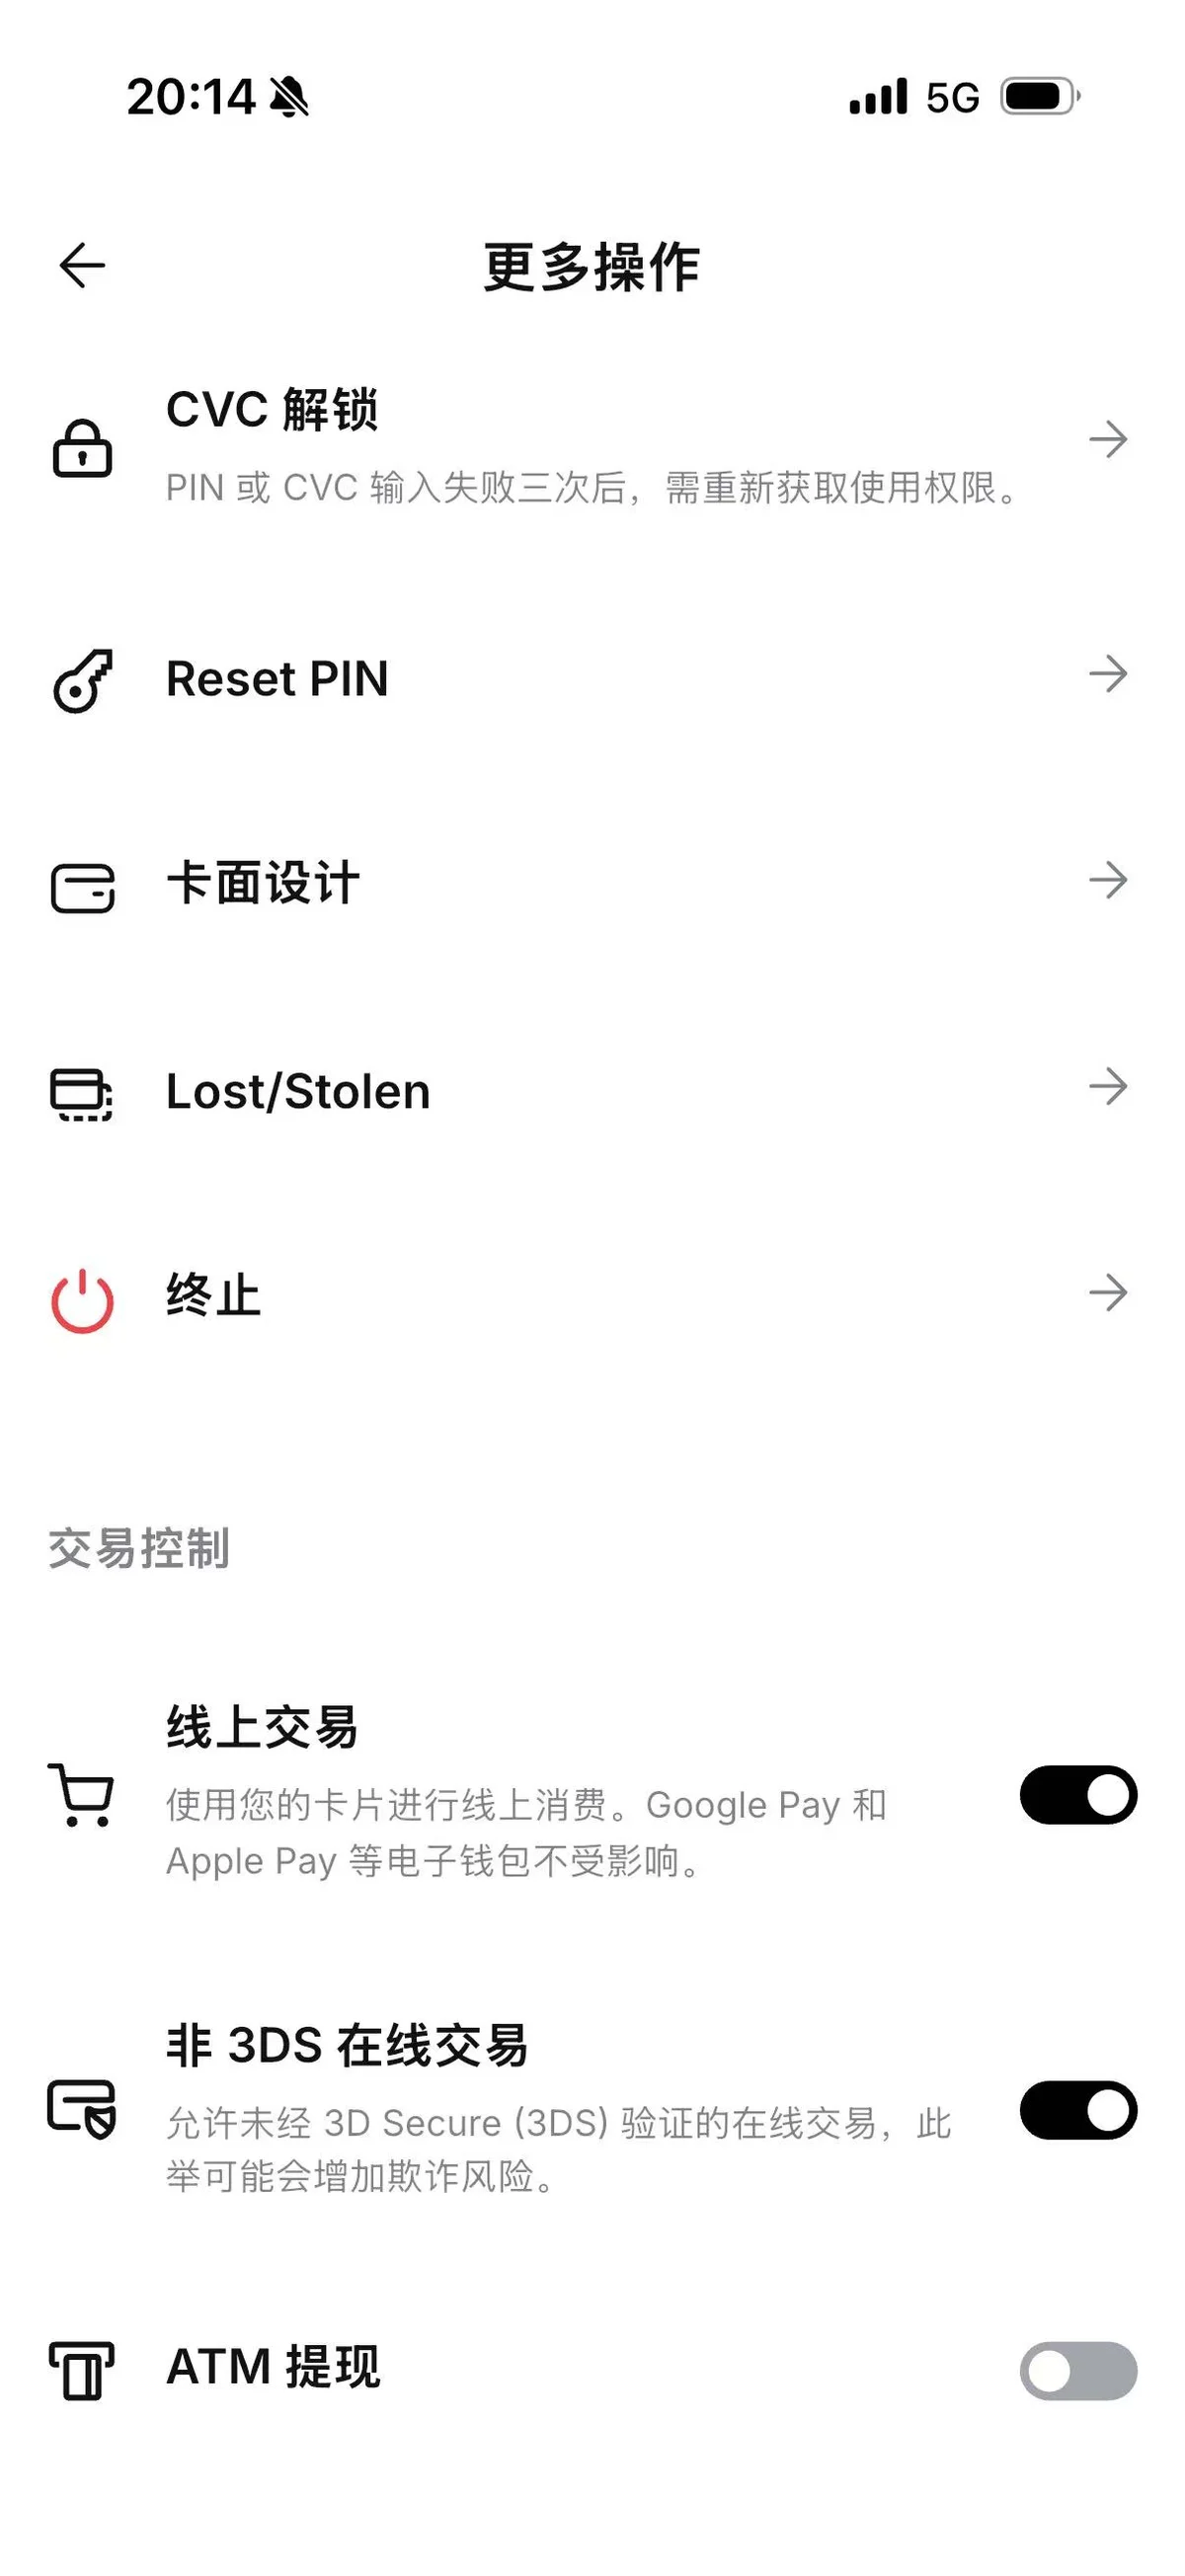 20:14
5G
更多操作
CVC 解锁
PIN 或 CVC 输入失败三次后，需重新获取使用权限。
Reset PIN
卡面设计
Lost/Stolen
终止
交易控制
线上交易
使用您的卡片进行线上消费。Google Pay 和
Apple Pay 等电子钱包不受影响。
非 3DS 在线交易
允许未经 3D Secure (3DS) 验证的在线交易，此
举可能会增加欺诈风险。
ATM 提现